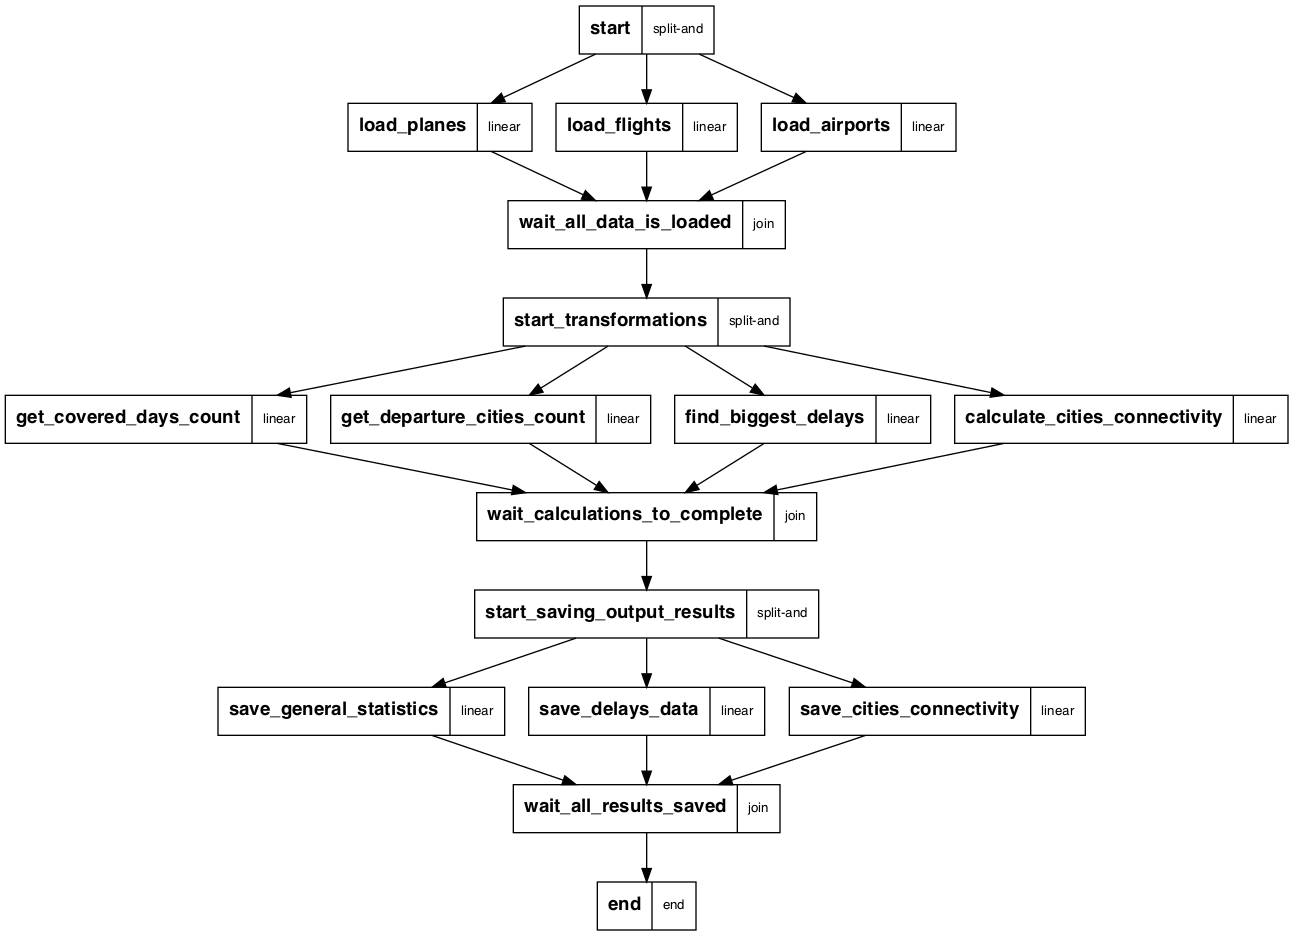 start split-and
load_planes linear load_flights linear load_airports linear
wait_all_data_is_loaded join
start_transformations split-and
get_covered_days_count linear get_departure_cities_count linear find_biggest_delays linear calculate_cities_connectivity linear
wait_calculations_to_complete join
start_saving_output_results split-and
save_general_statistics linear save_delays_data linear save_cities_connectivity linear
wait_all_results_saved join
end end